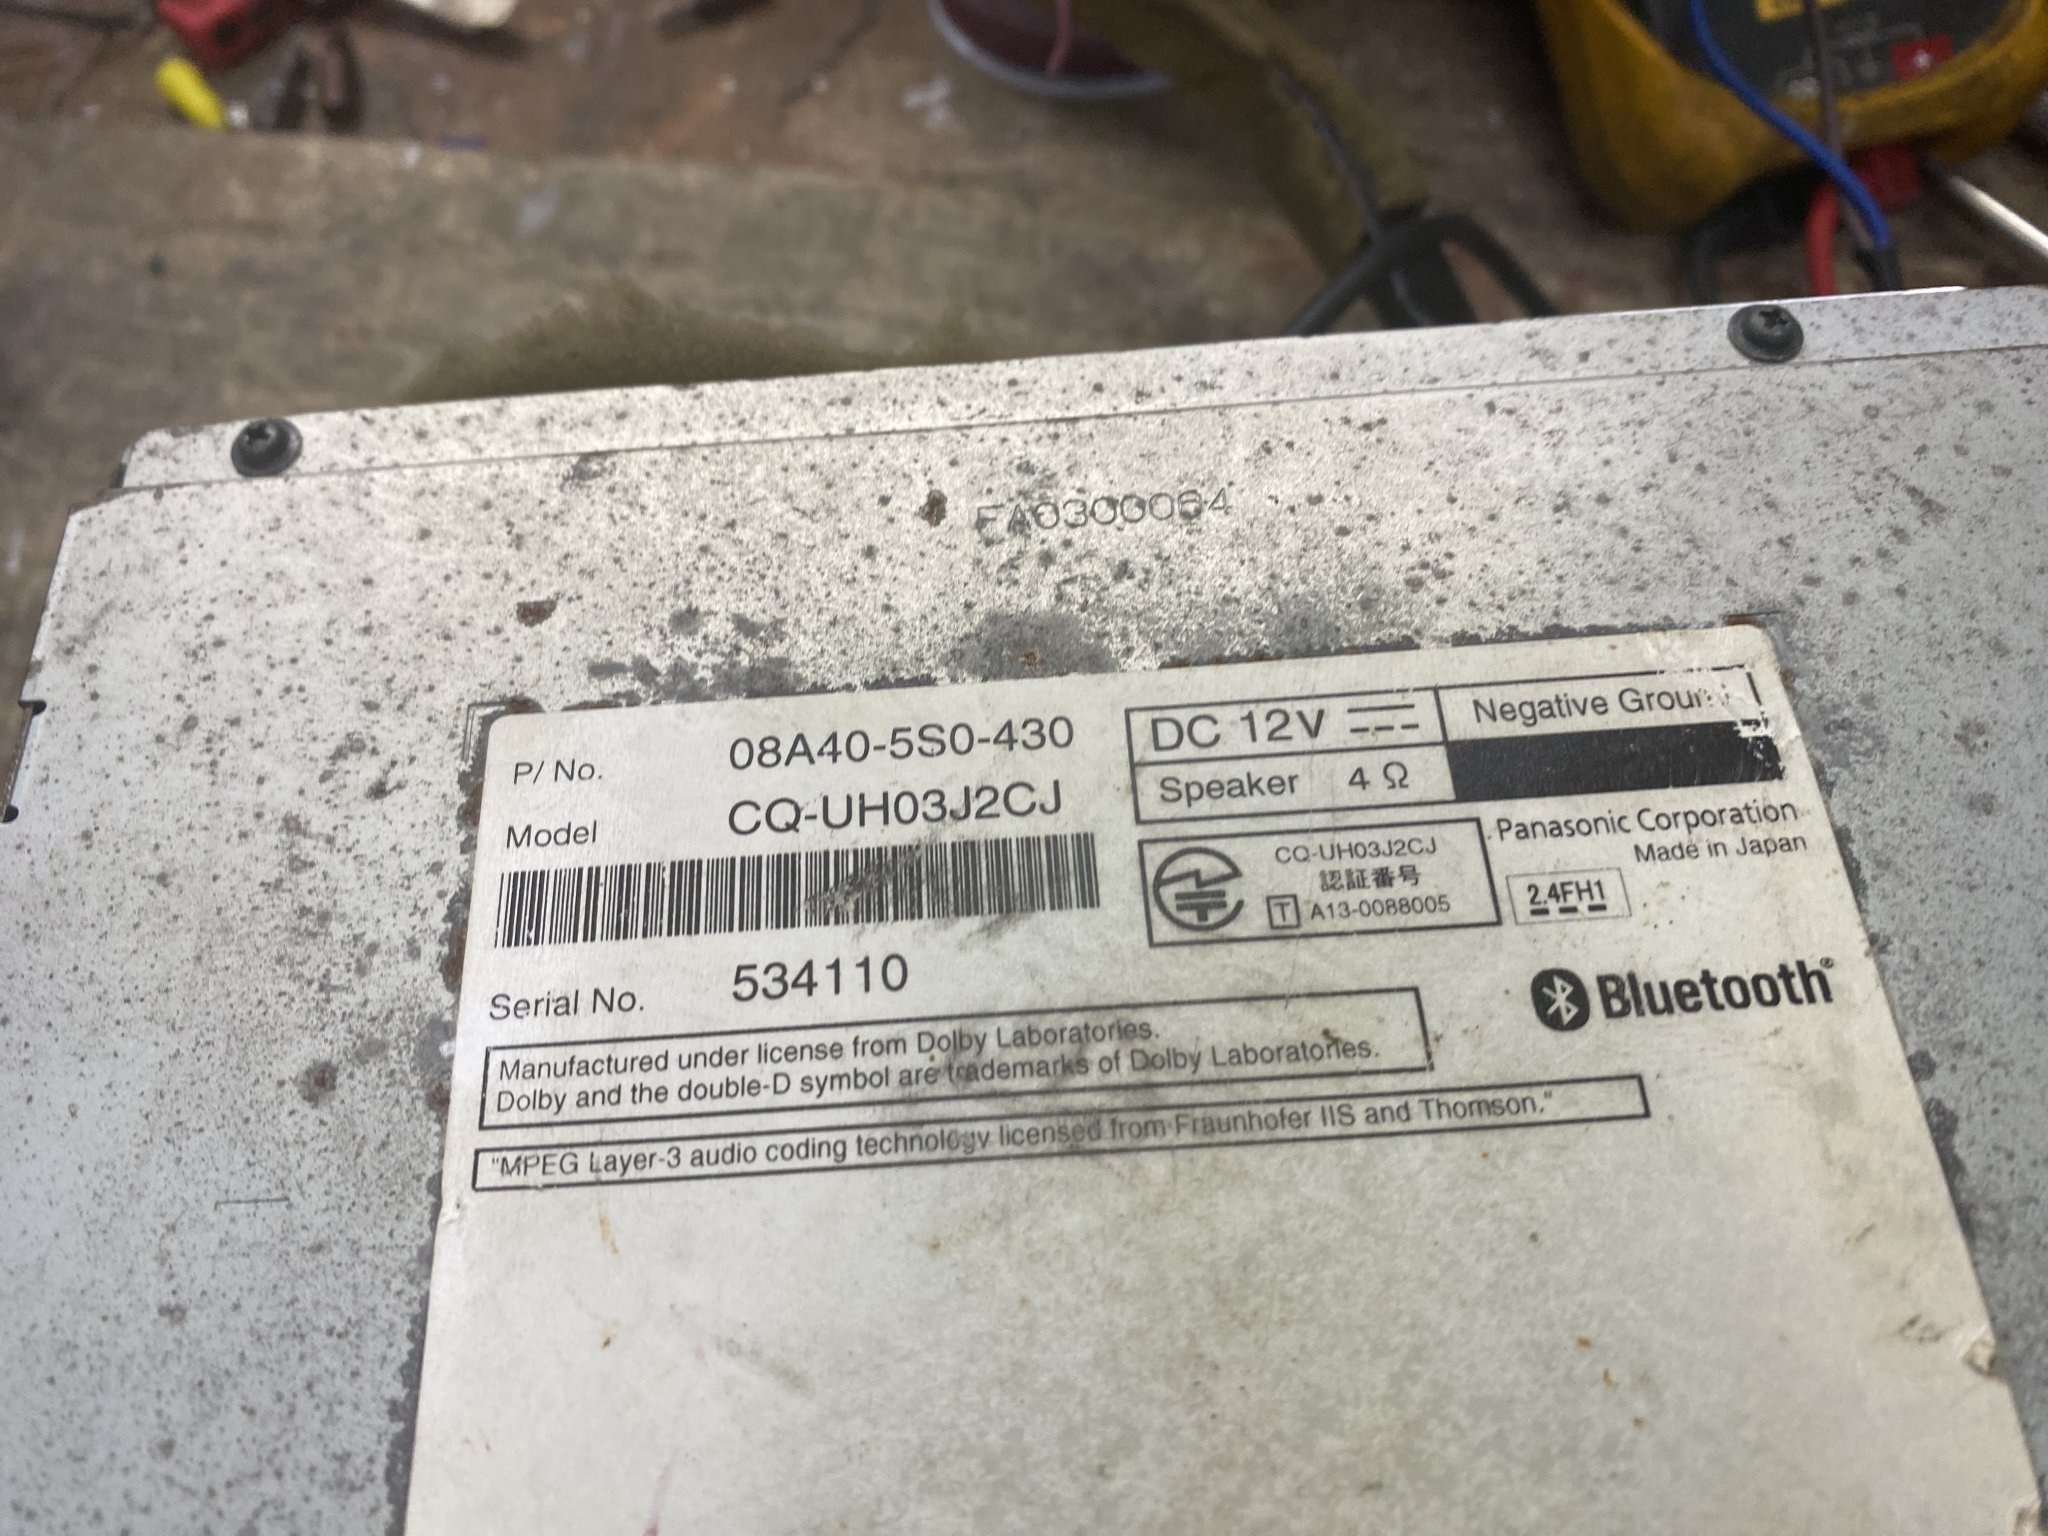 P/ No. 08A40-5S0-430
Model CQ-UH03J2CJ
Serial No. 534110
DC 12V
Negative
Speaker 4 Ω
CQ-UH03J2CJ
認証番号
T A13-0088005
Panasonic Corporation
Made in Japan
2.4FH1
Bluetooth®
Manufactured under license from Dolby Laboratories.
Dolby and the double-D symbol are trademarks of Dolby Laboratories.
"MPEG Layer-3 audio coding technology licensed from Fraunhofer IIS and Thomson."